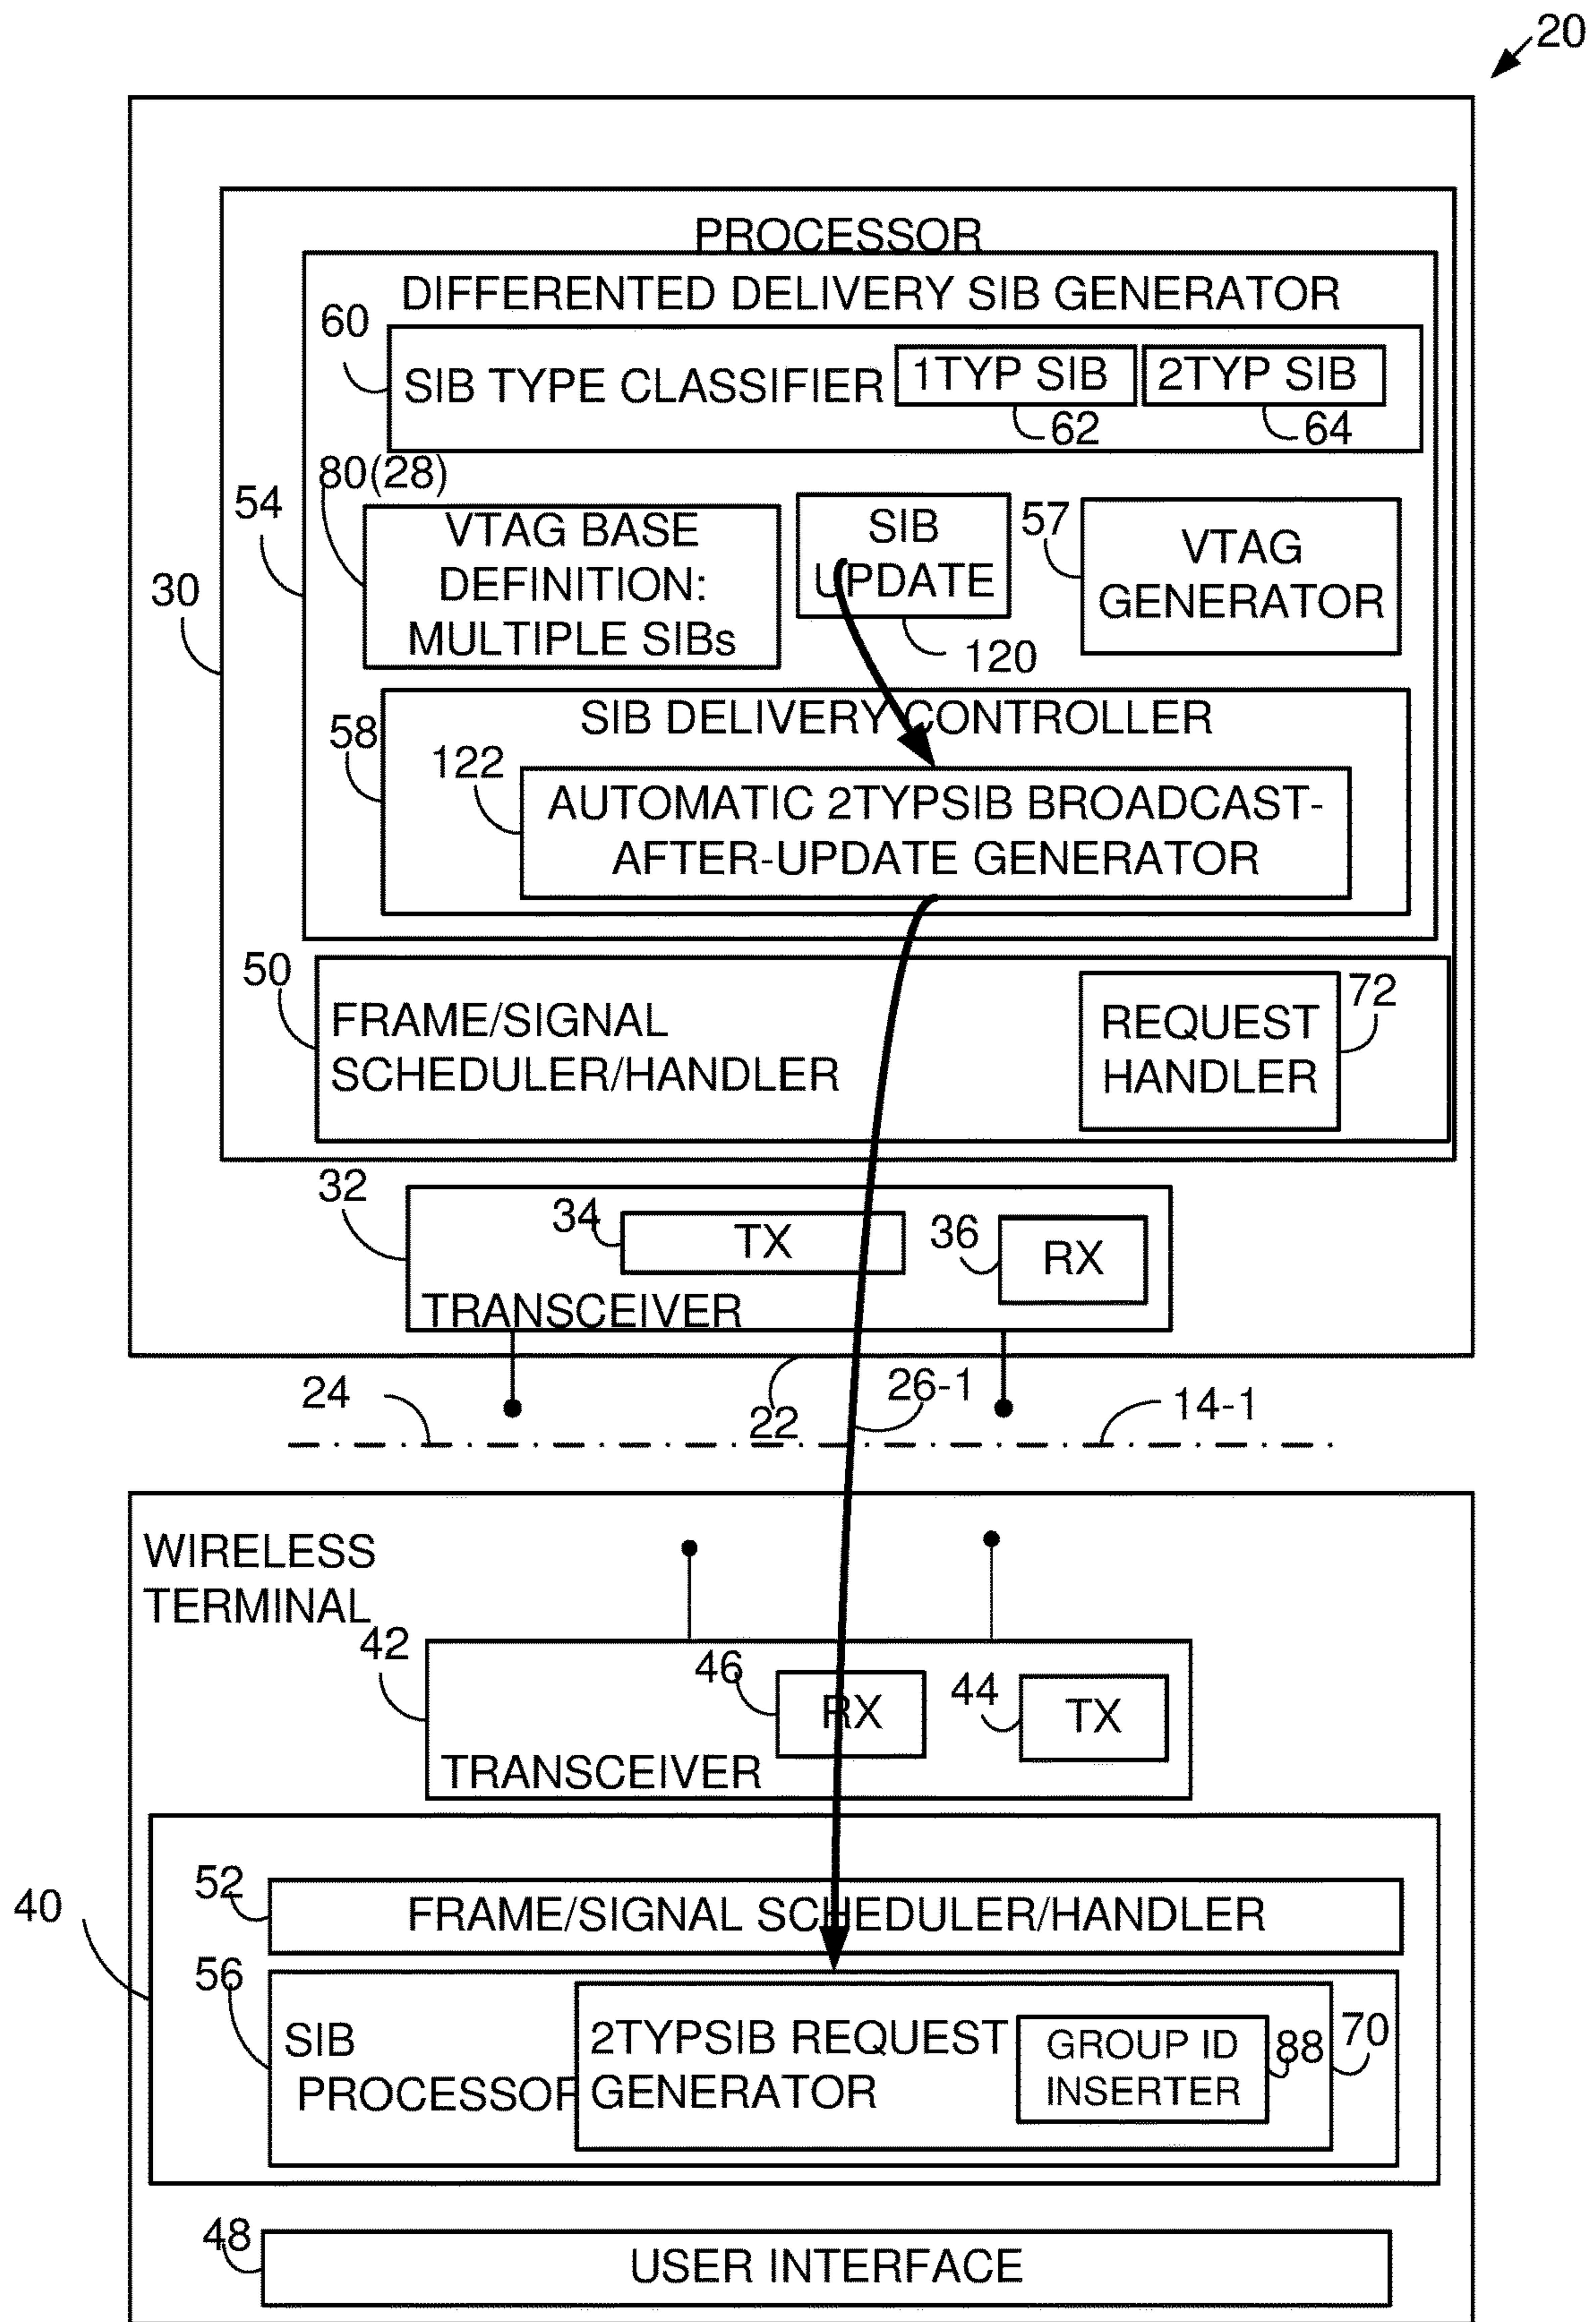 20
PROCESSOR
DIFFERENTED DELIVERY SIB GENERATOR
60
SIB TYPE CLASSIFIER
1TYP SIB
2TYP SIB
62
64
80(28)
54
VTAG BASE
DEFINITION:
MULTIPLE SIBs
SIB
UPDATE
57
VTAG
GENERATOR
30
120
58
SIB DELIVERY CONTROLLER
122
AUTOMATIC 2TYPSIB BROADCAST-
AFTER-UPDATE GENERATOR
50
FRAME/SIGNAL
SCHEDULER/HANDLER
REQUEST
HANDLER
72
32
34
TX
36
RX
TRANSCEIVER
24
22
26-1
14-1
WIRELESS
TERMINAL
42
46
RX
44
TX
TRANSCEIVER
40
52
FRAME/SIGNAL SCHEDULER/HANDLER
56
SIB
PROCESSOR
2TYPSIB REQUEST
GENERATOR
GROUP ID
INSERTER
88
70
48
USER INTERFACE